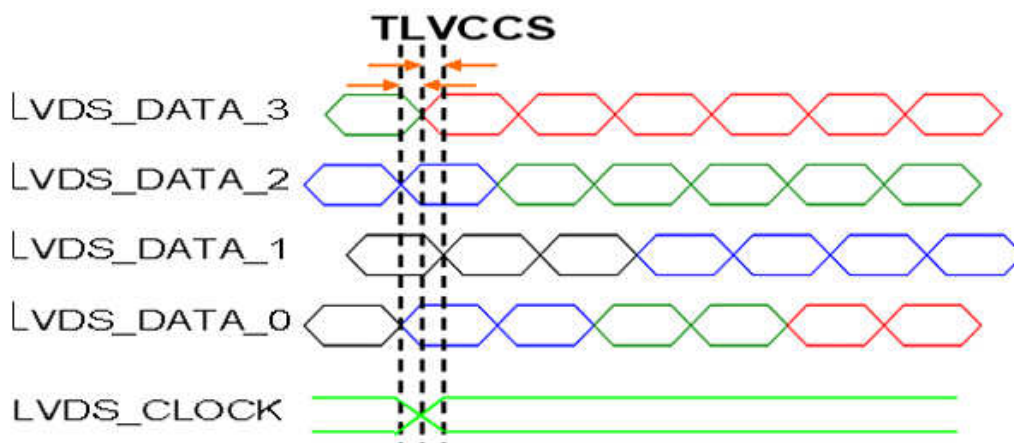 TLVCCS
LVDS_DATA_3
LVDS_DATA_2
LVDS_DATA_1
LVDS_DATA_0
LVDS_CLOCK